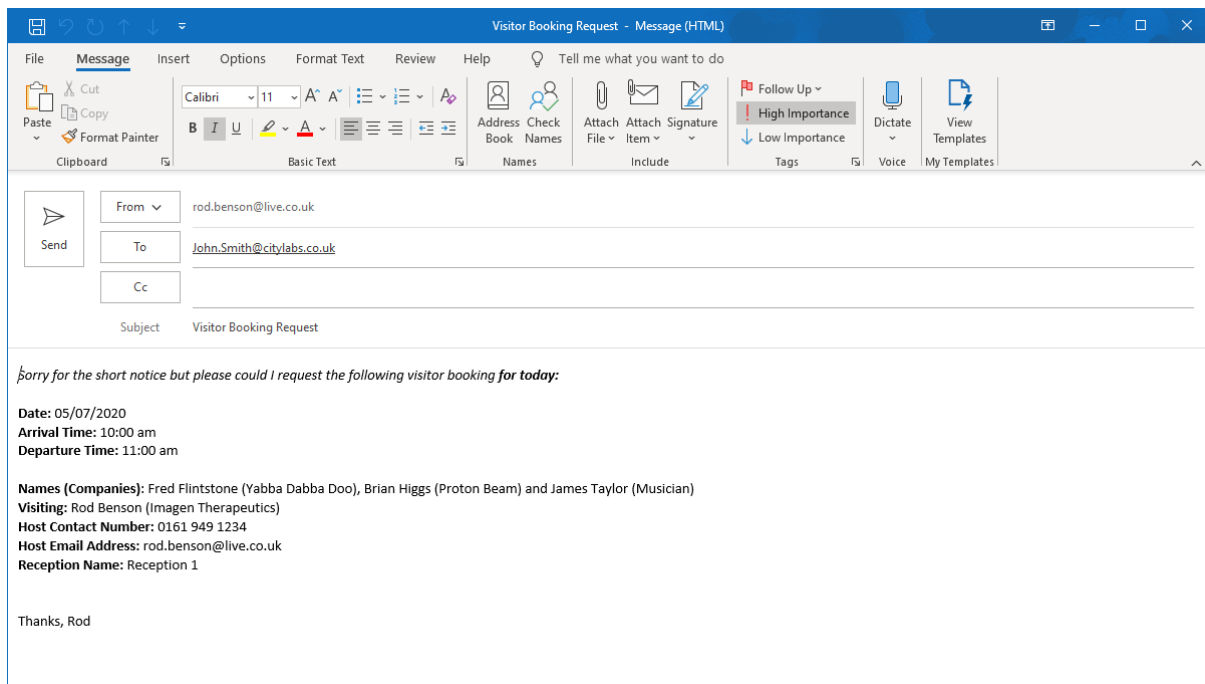 Visitor Booking Request - Message (HTML)
File Message Insert Options Format Text Review Help Tell me what you want to do
Paste
Cut
Copy
Format Painter
Clipboard
Calibri 11
B I U
Basic Text
Address Book
Check Names
Names
Attach File
Attach Item
Signature
Include
Follow Up
High Importance
Low Importance
Tags
Dictate
Voice
View Templates
My Templates
Send
From rod.benson@live.co.uk
To John.Smith@citylabs.co.uk
Cc
Subject Visitor Booking Request
Sorry for the short notice but please could I request the following visitor booking for today:
Date: 05/07/2020
Arrival Time: 10:00 am
Departure Time: 11:00 am
Names (Companies): Fred Flintstone (Yabba Dabba Doo), Brian Higgs (Proton Beam) and James Taylor (Musician)
Visiting: Rod Benson (Imagen Therapeutics)
Host Contact Number: 0161 949 1234
Host Email Address: rod.benson@live.co.uk
Reception Name: Reception 1
Thanks, Rod